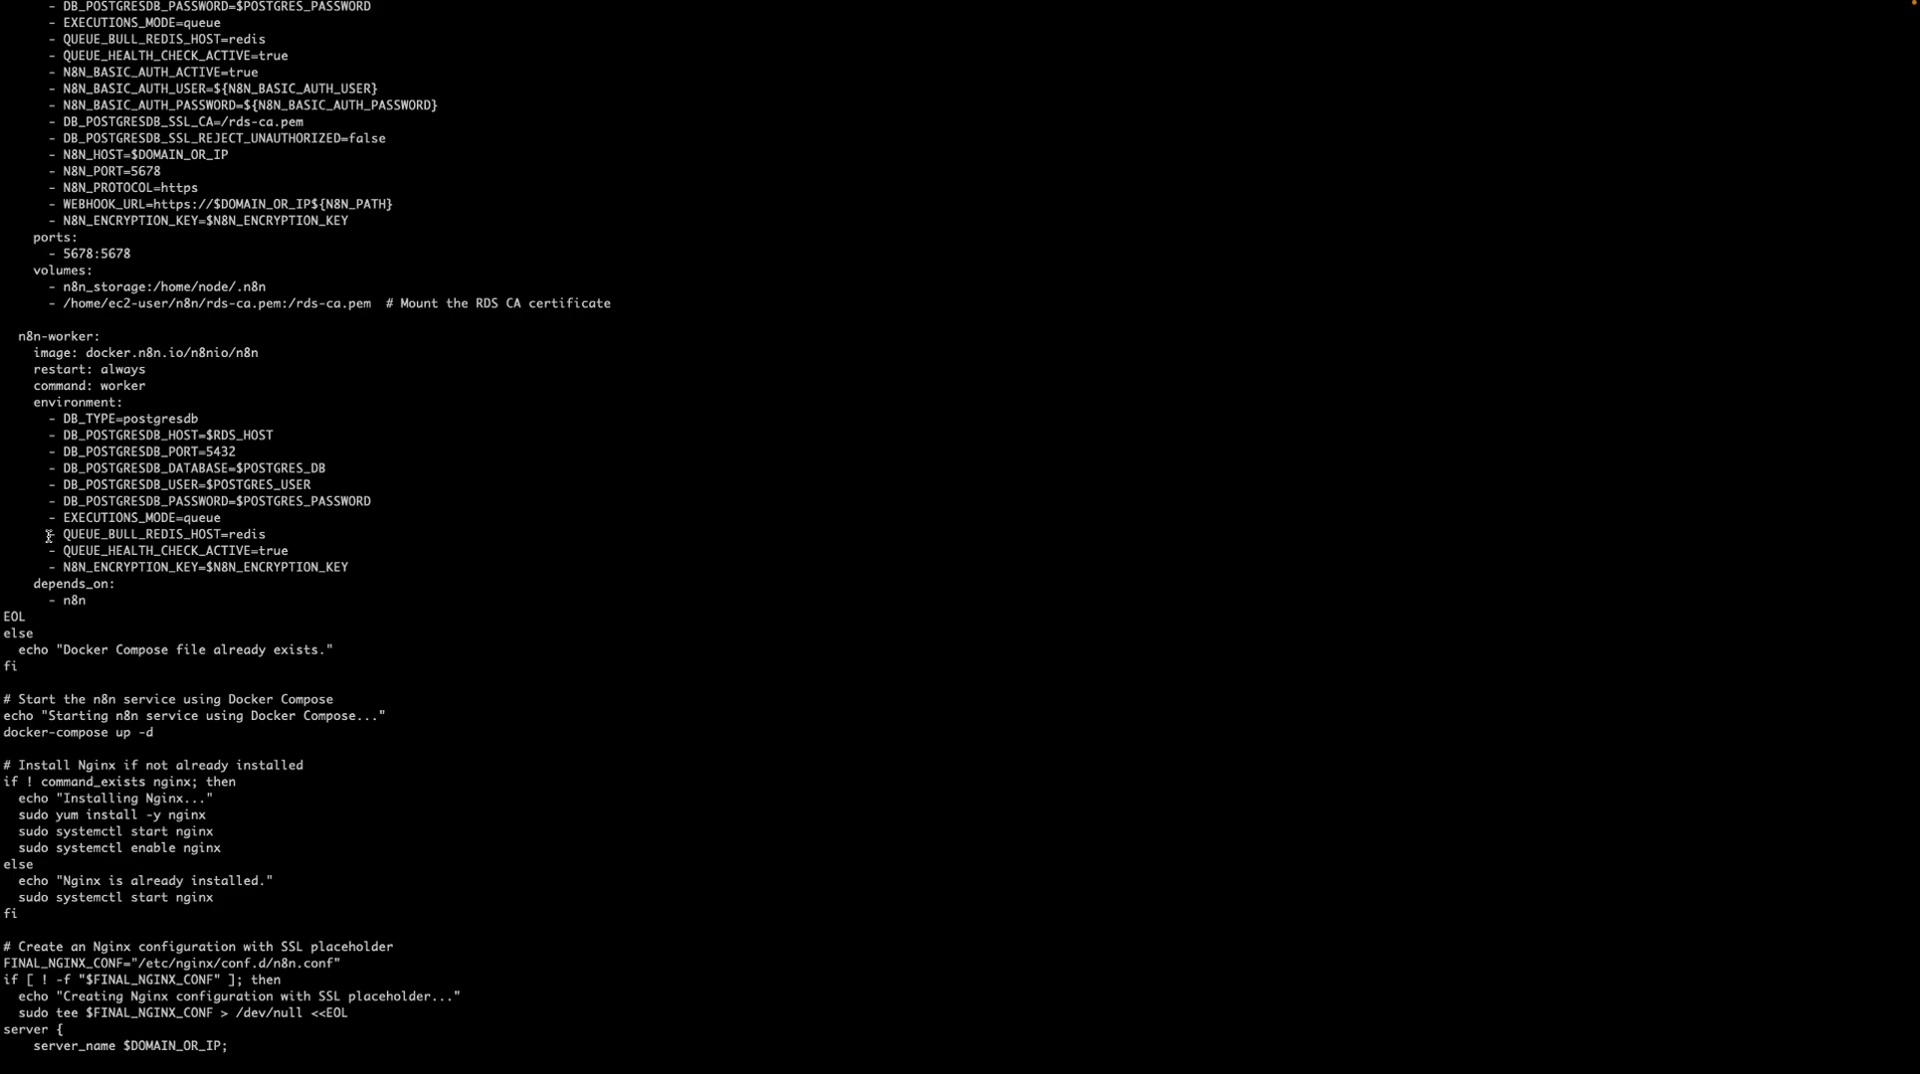 - DB_POSTGRESDB_PASSWORD=$POSTGRES_PASSWORD
      - EXECUTIONS_MODE=queue
      - QUEUE_BULL_REDIS_HOST=redis
      - QUEUE_HEALTH_CHECK_ACTIVE=true
      - N8N_BASIC_AUTH_ACTIVE=true
      - N8N_BASIC_AUTH_USER=${N8N_BASIC_AUTH_USER}
      - N8N_BASIC_AUTH_PASSWORD=${N8N_BASIC_AUTH_PASSWORD}
      - DB_POSTGRESDB_SSL_CA=/rds-ca.pem
      - DB_POSTGRESDB_SSL_REJECT_UNAUTHORIZED=false
      - N8N_HOST=$DOMAIN_OR_IP
      - N8N_PORT=5678
      - N8N_PROTOCOL=https
      - WEBHOOK_URL=https://$DOMAIN_OR_IP${N8N_PATH}
      - N8N_ENCRYPTION_KEY=$N8N_ENCRYPTION_KEY
    ports:
      - 5678:5678
    volumes:
      - n8n_storage:/home/node/.n8n
      - /home/ec2-user/n8n/rds-ca.pem:/rds-ca.pem  # Mount the RDS CA certificate

  n8n-worker:
    image: docker.n8n.io/n8nio/n8n
    restart: always
    command: worker
    environment:
      - DB_TYPE=postgresdb
      - DB_POSTGRESDB_HOST=$RDS_HOST
      - DB_POSTGRESDB_PORT=5432
      - DB_POSTGRESDB_DATABASE=$POSTGRES_DB
      - DB_POSTGRESDB_USER=$POSTGRES_USER
      - DB_POSTGRESDB_PASSWORD=$POSTGRES_PASSWORD
      - EXECUTIONS_MODE=queue
      - QUEUE_BULL_REDIS_HOST=redis
      - QUEUE_HEALTH_CHECK_ACTIVE=true
      - N8N_ENCRYPTION_KEY=$N8N_ENCRYPTION_KEY
    depends_on:
      - n8n
EOL
else
  echo "Docker Compose file already exists."
fi

# Start the n8n service using Docker Compose
echo "Starting n8n service using Docker Compose..."
docker-compose up -d

# Install Nginx if not already installed
if ! command_exists nginx; then
  echo "Installing Nginx..."
  sudo yum install -y nginx
  sudo systemctl start nginx
  sudo systemctl enable nginx
else
  echo "Nginx is already installed."
  sudo systemctl start nginx
fi

# Create an Nginx configuration with SSL placeholder
FINAL_NGINX_CONF="/etc/nginx/conf.d/n8n.conf"
if [ ! -f "$FINAL_NGINX_CONF" ]; then
  echo "Creating Nginx configuration with SSL placeholder..."
  sudo tee $FINAL_NGINX_CONF > /dev/null <<EOL
server {
    server_name $DOMAIN_OR_IP;